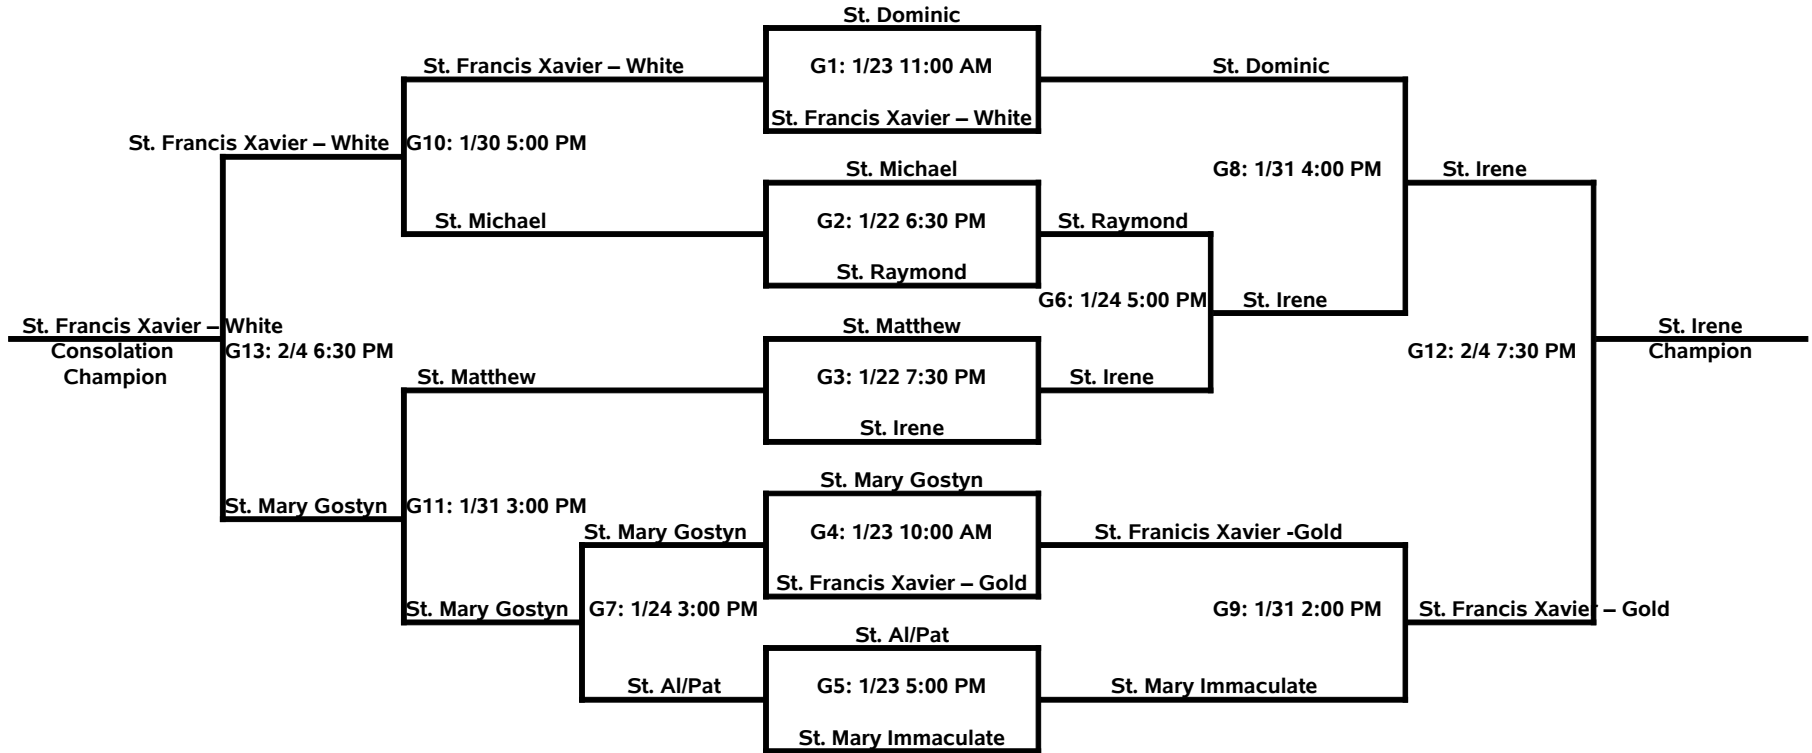 St. Dominic
St. Francis Xavier – White
G1: 1/23 11:00 AM
St. Dominic
St. Francis Xavier – White
St. Francis Xavier – White
G10: 1/30 5:00 PM
St. Michael
G8: 1/31 4:00 PM
St. Irene
St. Michael
G2: 1/22 6:30 PM
St. Raymond
St. Raymond
G6: 1/24 5:00 PM
St. Irene
St. Francis Xavier – White
St. Matthew
St. Irene
Consolation
Champion
G13: 2/4 6:30 PM
G12: 2/4 7:30 PM
Champion
St. Matthew
G3: 1/22 7:30 PM
St. Irene
St. Irene
St. Mary Gostyn
St. Mary Gostyn
G11: 1/31 3:00 PM
St. Mary Gostyn
G4: 1/23 10:00 AM
St. Franicis Xavier -Gold
St. Francis Xavier – Gold
St. Mary Gostyn
G7: 1/24 3:00 PM
G9: 1/31 2:00 PM
St. Francis Xavier – Gold
St. Al/Pat
St. Al/Pat
G5: 1/23 5:00 PM
St. Mary Immaculate
St. Mary Immaculate